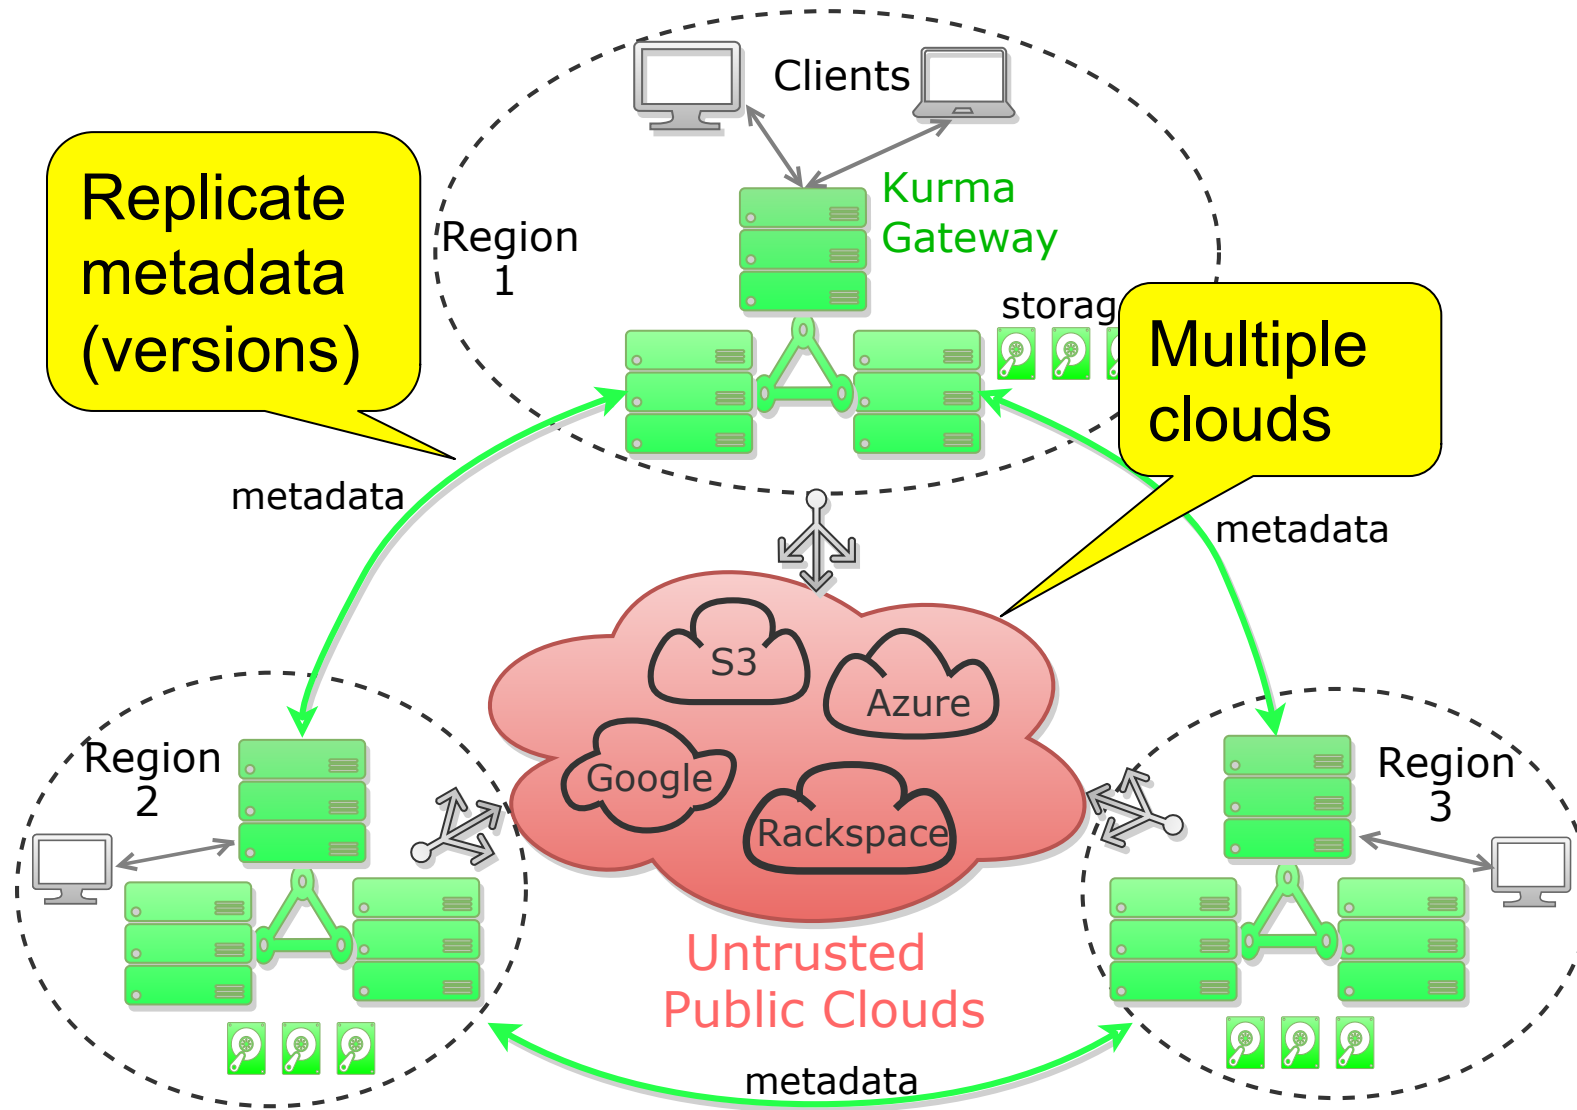 Clients
Replicate
metadata
(versions)
Kurma
Gateway
Region
1
storag
Multiple
clouds
metadata
metadata
S3
Azure
Google
Rackspace
Region
2
Region
3
Untrusted
Public Clouds
metadata